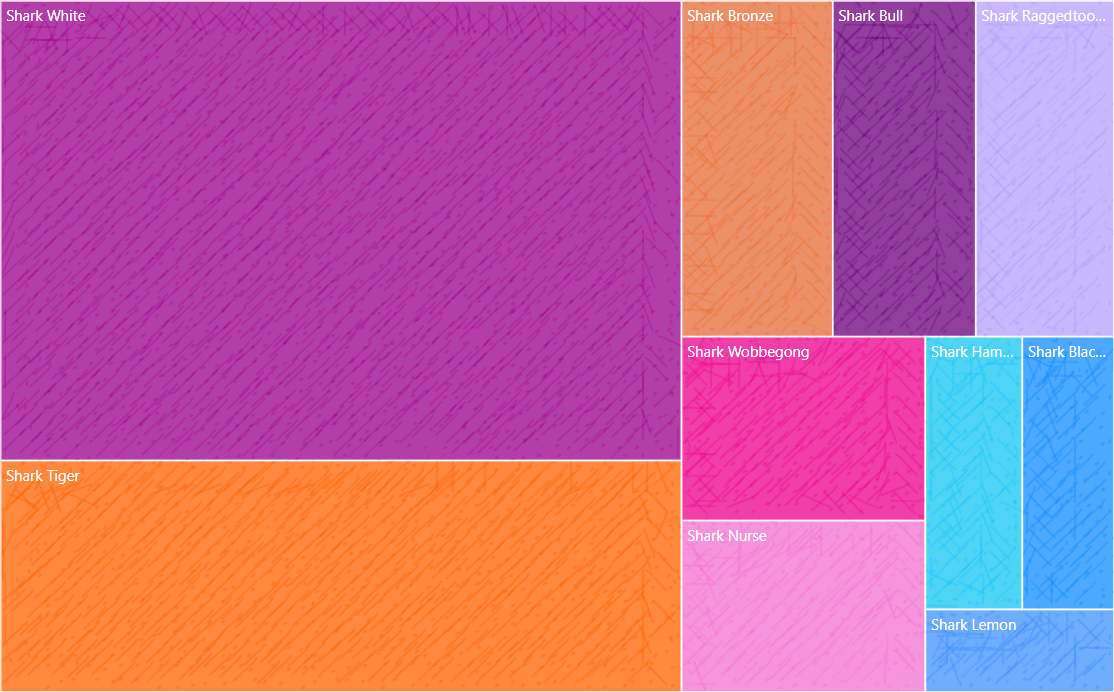 Shark White
Shark Bronze
Shark Bull
Shark Raggedtoo...
Shark Wobbegong
Shark Ham...
Shark Blac...
Shark Tiger
Shark Nurse
Shark Lemon